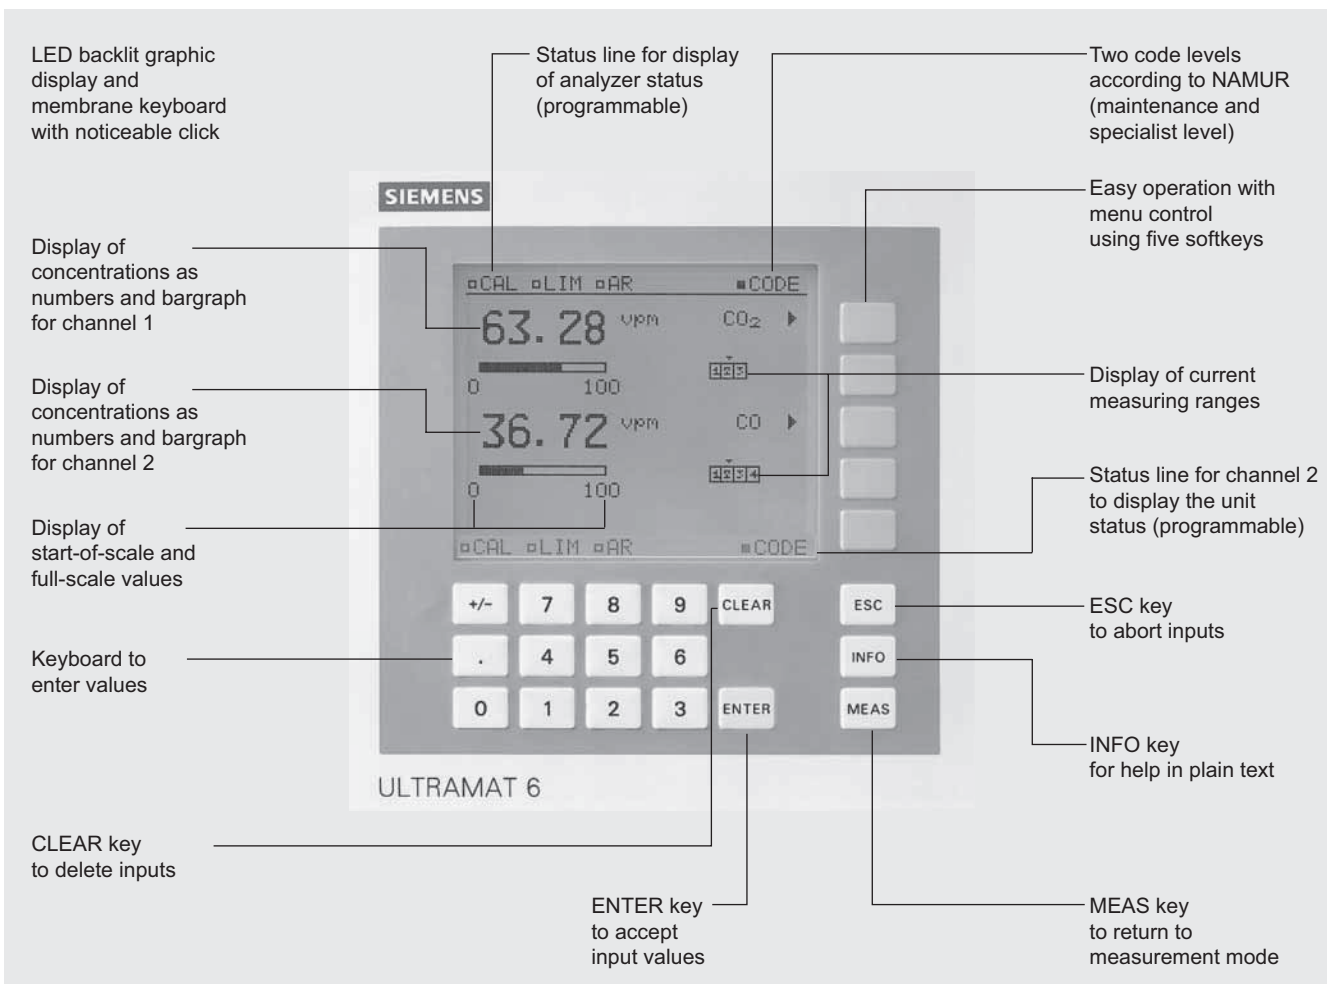 LED backlit graphic
display and
membrane keyboard
with noticeable click
Status line for display
of analyzer status
(programmable)
Two code levels
according to NAMUR
(maintenance and
specialist level)
Easy operation with
menu control
using five softkeys
SIEMENS
Display of
concentrations as
numbers and bargraph
for channel 1
CAL LIM AR CODE
63.28 vpm CO₂
0 100
1 2 3
Display of
concentrations as
numbers and bargraph
for channel 2
36.72 vpm CO
0 100
1 2 3 4
Display of current
measuring ranges
Status line for channel 2
to display the unit
status (programmable)
Display of
start-of-scale and
full-scale values
CAL LIM AR CODE
+/- 7 8 9 CLEAR ESC
. 4 5 6 INFO
0 1 2 3 ENTER MEAS
ESC key
to abort inputs
Keyboard to
enter values
INFO key
for help in plain text
ULTRAMAT 6
CLEAR key
to delete inputs
ENTER key
to accept
input values
MEAS key
to return to
measurement mode